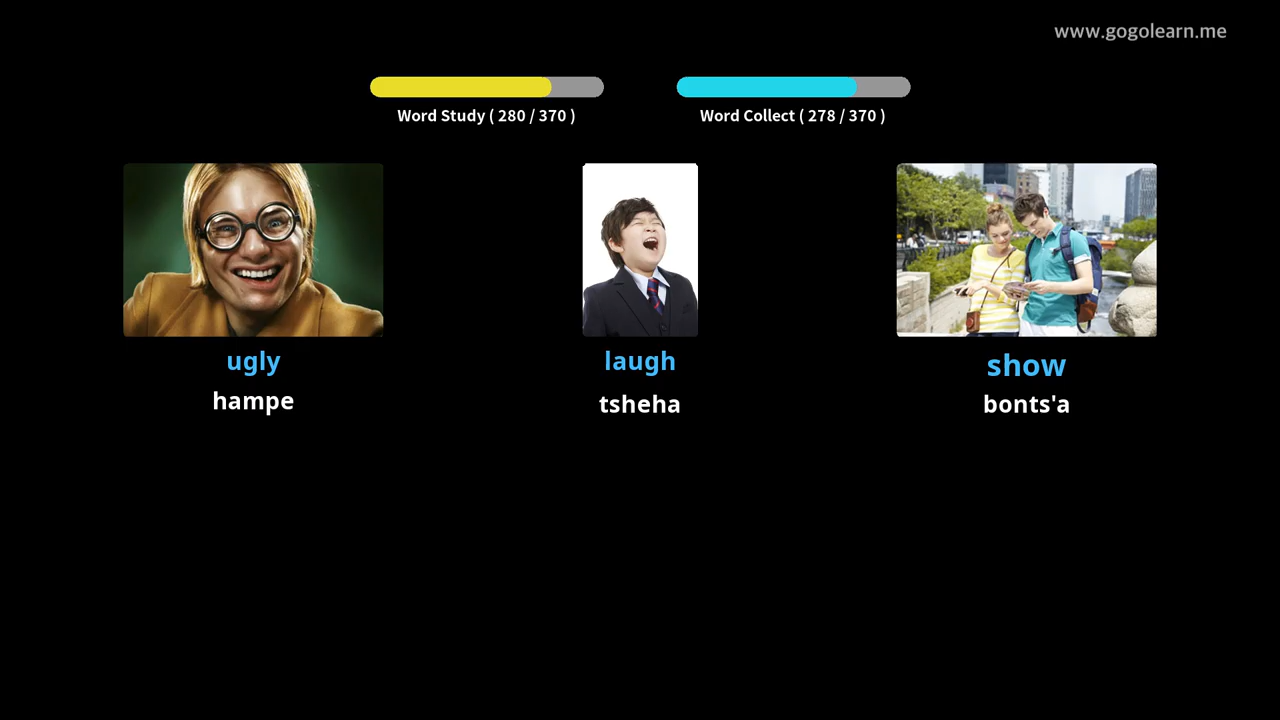 www.gogolearn.me
Word Study ( 280 / 370 )
Word Collect ( 278 / 370 )
ugly
laugh
show
hampe
tsheha
bonts'a